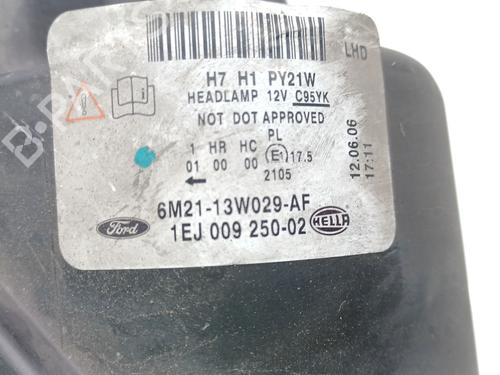 LHD
H7 H1 PY21W
HEADLAMP 12V C95YK
NOT DOT APPROVED
PL
1 HR HC E1 17.5
01 00 00 2105
12.06.06
17:11
6M21-13W029-AF
Ford 1EJ 009 250-02 HELLA
B-PARTS